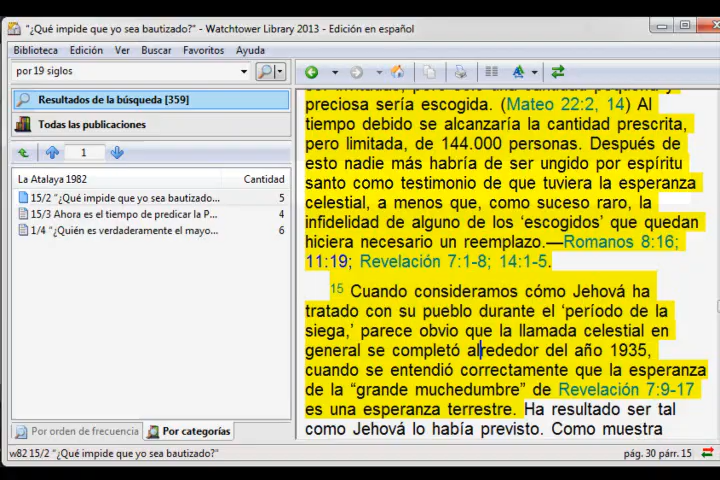 "¿Qué impide que yo sea bautizado?" - Watchtower Library 2013 - Edición en español
Biblioteca Edición Ver Buscar Favoritos Ayuda
por 19 siglos
Resultados de la búsqueda [359]
Todas las publicaciones
1
La Atalaya 1982 Cantidad
15/2 "¿Qué impide que yo sea bautizado... 5
15/3 Ahora es el tiempo de predicar la P... 4
1/4 "¿Quién es verdaderamente el mayo... 6
Por orden de frecuencia Por categorías
preciosa sería escogida. (Mateo 22:2, 14) Al
tiempo debido se alcanzaría la cantidad prescrita,
pero limitada, de 144.000 personas. Después de
esto nadie más habría de ser ungido por espíritu
santo como testimonio de que tuviera la esperanza
celestial, a menos que, como suceso raro, la
infidelidad de alguno de los 'escogidos' que quedan
hiciera necesario un reemplazo.—Romanos 8:16;
11:19; Revelación 7:1-8; 14:1-5.
15 Cuando consideramos cómo Jehová ha
tratado con su pueblo durante el 'período de la
siega,' parece obvio que la llamada celestial en
general se completó alrededor del año 1935,
cuando se entendió correctamente que la esperanza
de la "grande muchedumbre" de Revelación 7:9-17
es una esperanza terrestre. Ha resultado ser tal
como Jehová lo había previsto. Como muestra
w82 15/2 "¿Qué impide que yo sea bautizado?" pág. 30 párr. 15